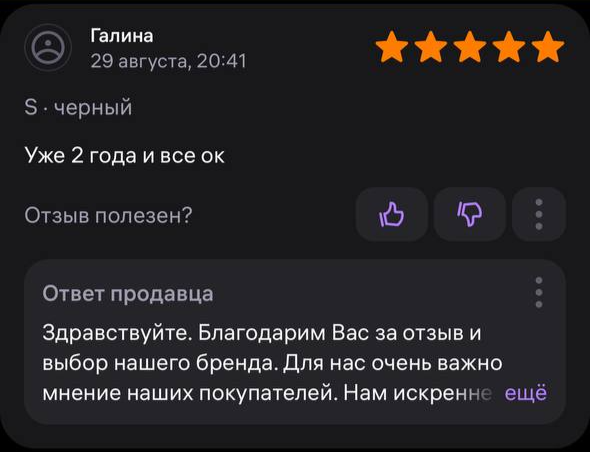 Галина
29 августа, 20:41
S · черный
Уже 2 года и все ок
Отзыв полезен?
Ответ продавца
Здравствуйте. Благодарим Вас за отзыв и
выбор нашего бренда. Для нас очень важно
мнение наших покупателей. Нам искренне ещё